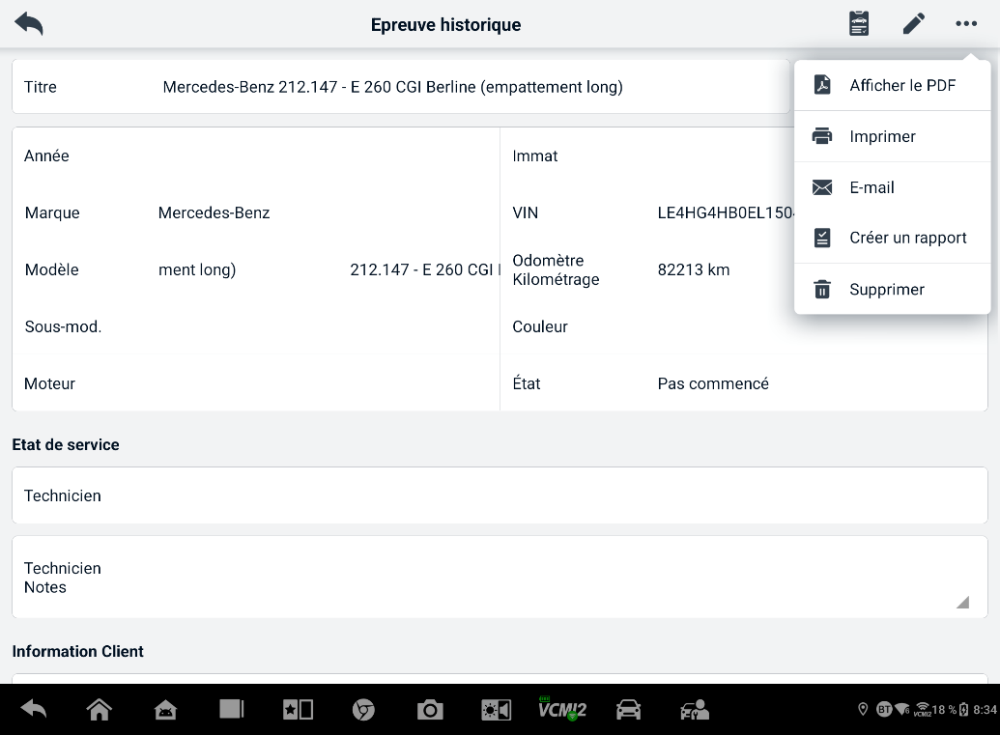 Epreuve historique
Titre Mercedes-Benz 212.147 - E 260 CGI Berline (empattement long)
Afficher le PDF
Imprimer
E-mail
Créer un rapport
Supprimer
Année
Marque Mercedes-Benz
Modèle ment long) 212.147 - E 260 CGI
Sous-mod.
Moteur
Immat
VIN LE4HG4HB0EL150
Odomètre
Kilométrage
82213 km
Couleur
État Pas commencé
Etat de service
Technicien
Technicien
Notes
Information Client
VCMI2
BT
VCMI2
18 %
8:34